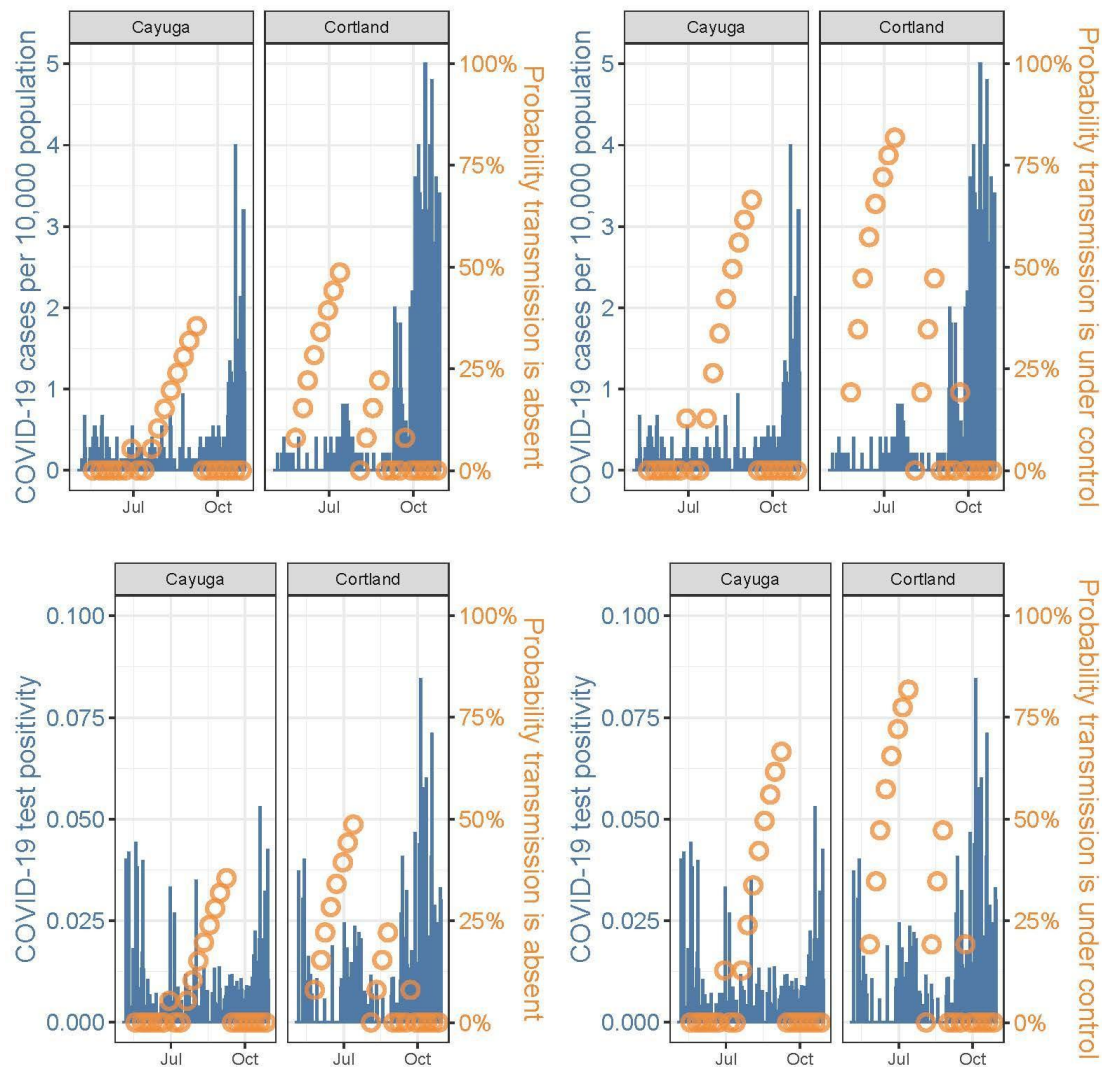 Cayuga
Cortland
COVID-19 cases per 10,000 population
5
4
3
2
1
0
100%
75%
50%
25%
0%
Probability transmission is absent
Jul
Oct
Jul
Oct
Cayuga
Cortland
COVID-19 cases per 10,000 population
5
4
3
2
1
0
100%
75%
50%
25%
0%
Probability transmission is under control
Jul
Oct
Jul
Oct
Cayuga
Cortland
COVID-19 test positivity
0.100
0.075
0.050
0.025
0.000
100%
75%
50%
25%
0%
Probability transmission is absent
Jul
Oct
Jul
Oct
Cayuga
Cortland
COVID-19 test positivity
0.100
0.075
0.050
0.025
0.000
100%
75%
50%
25%
0%
Probability transmission is under control
Jul
Oct
Jul
Oct